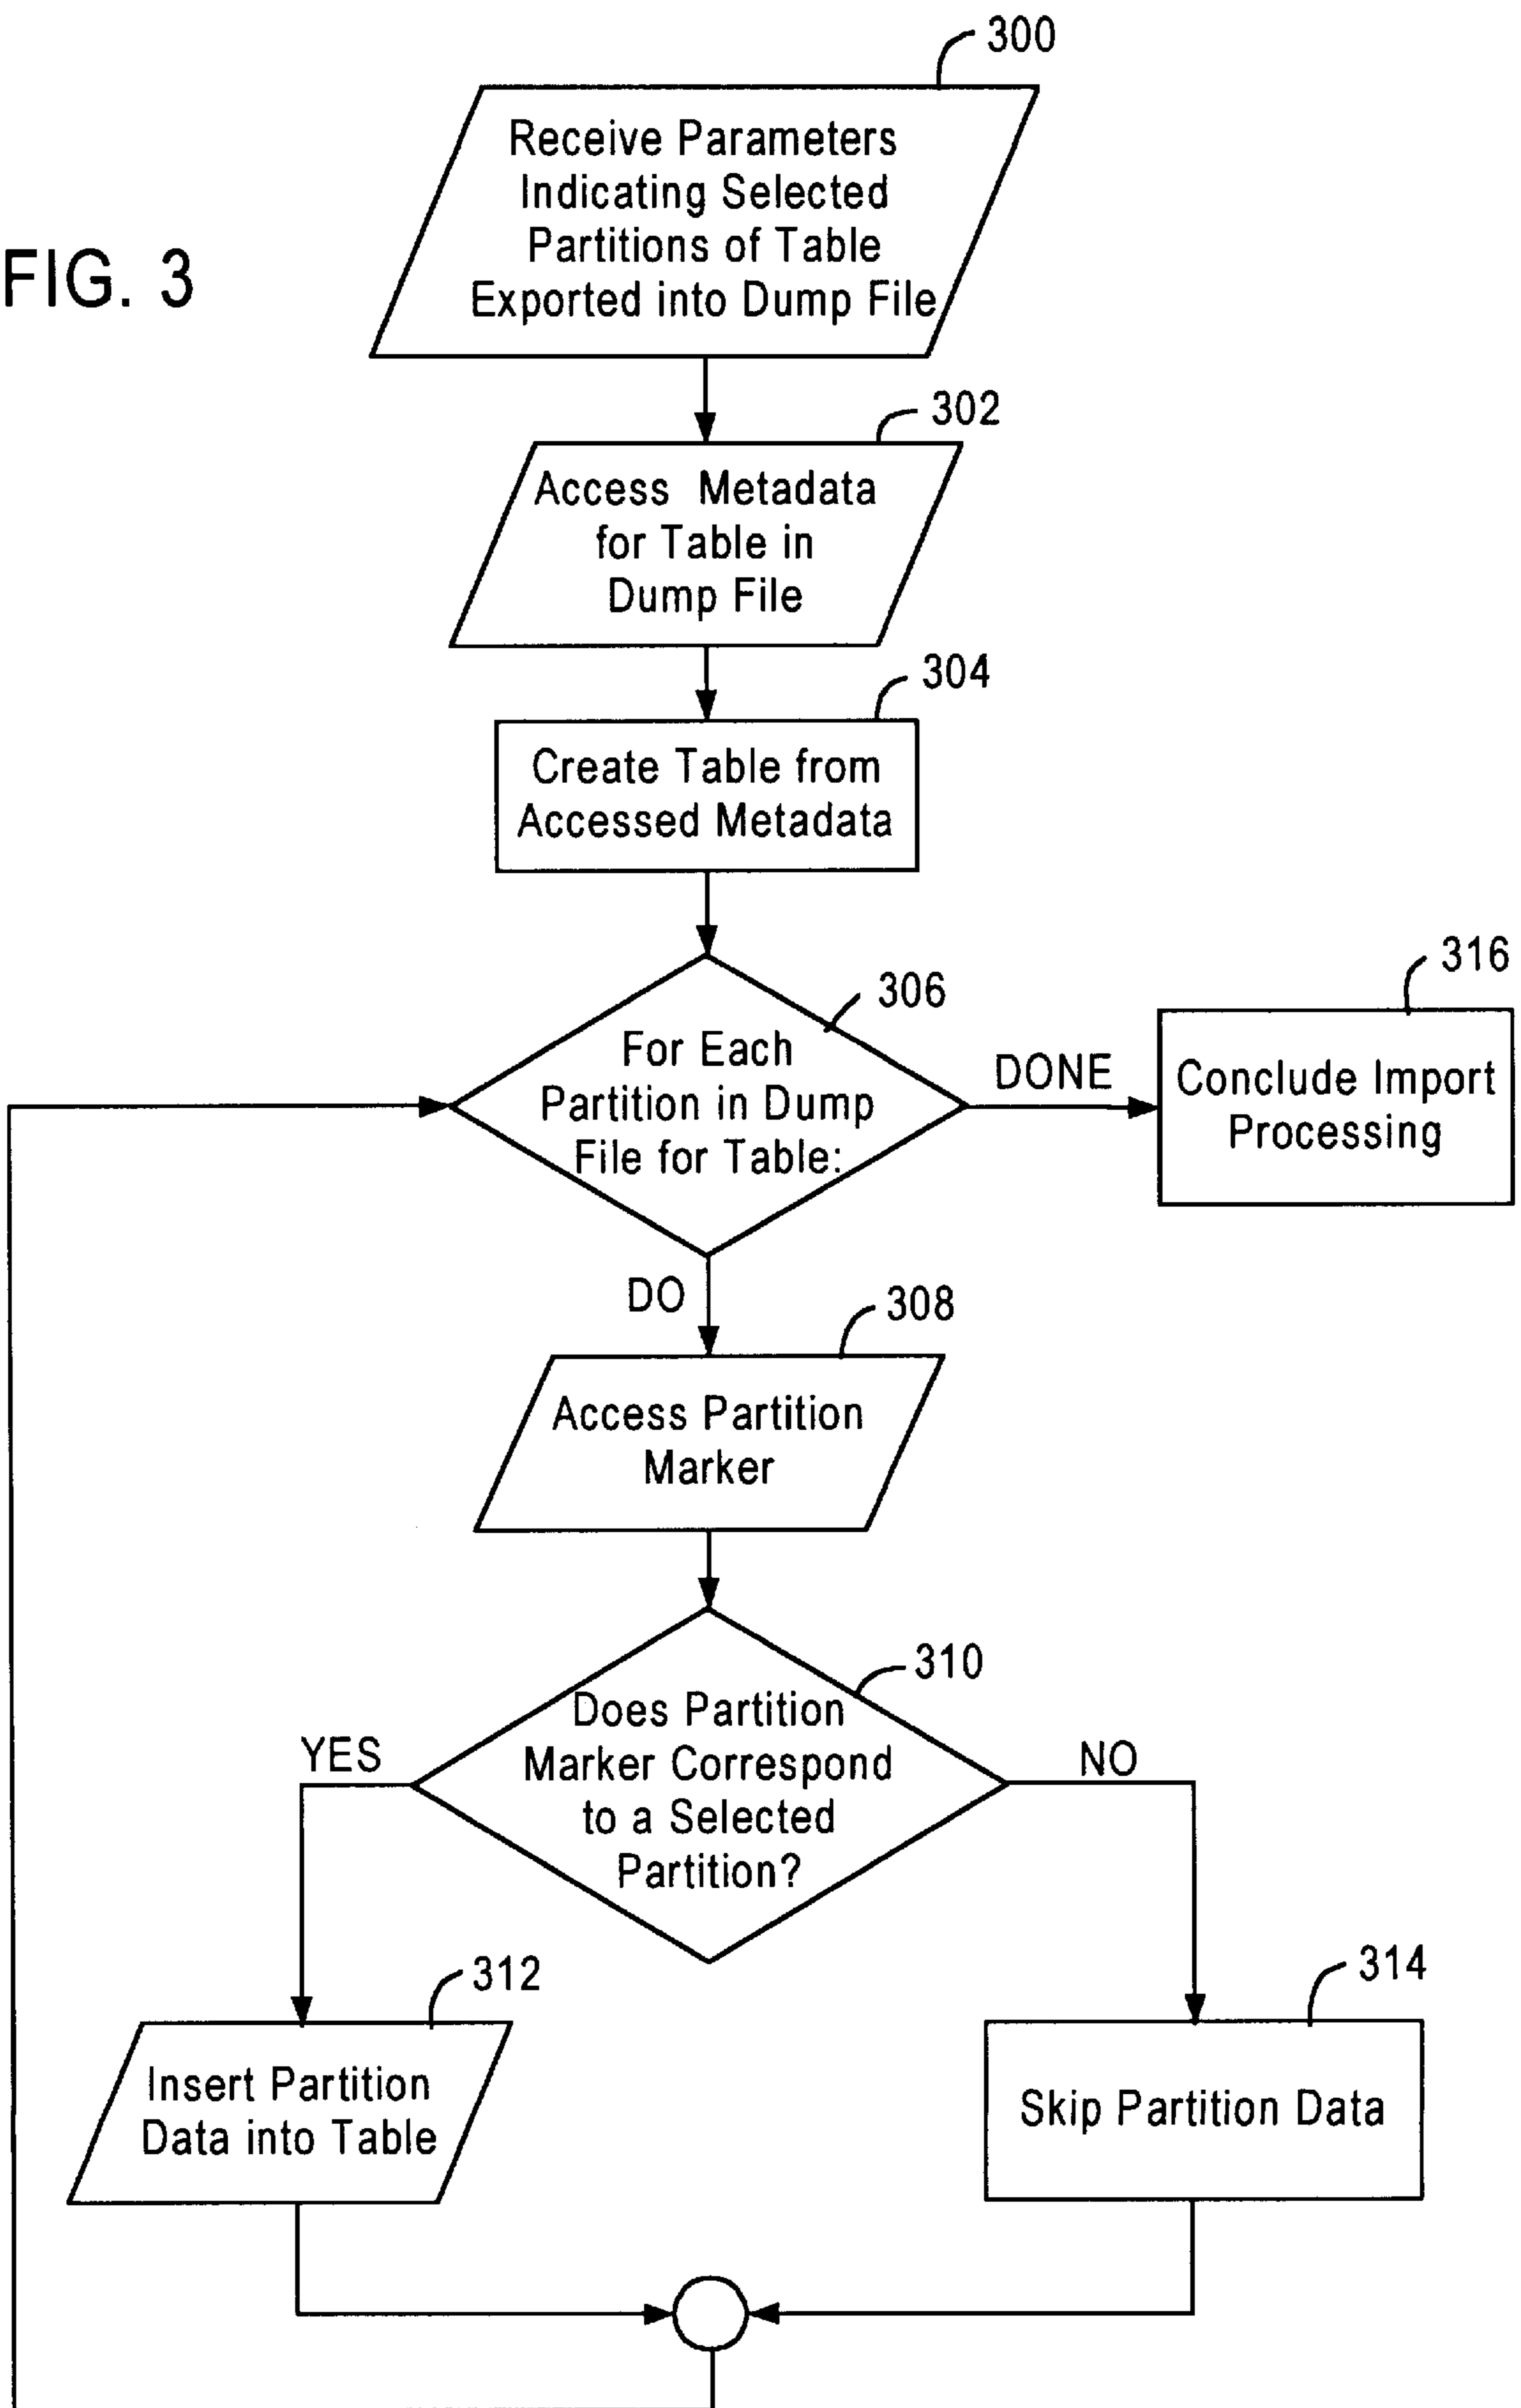 300
Receive Parameters
Indicating Selected
Partitions of Table
Exported into Dump File
FIG. 3
302
Access Metadata
for Table in
Dump File
304
Create Table from
Accessed Metadata
306
For Each
Partition in Dump
File for Table:
DONE
316
Conclude Import
Processing
DO
308
Access Partition
Marker
310
Does Partition
Marker Correspond
to a Selected
Partition?
YES
NO
312
Insert Partition
Data into Table
314
Skip Partition Data